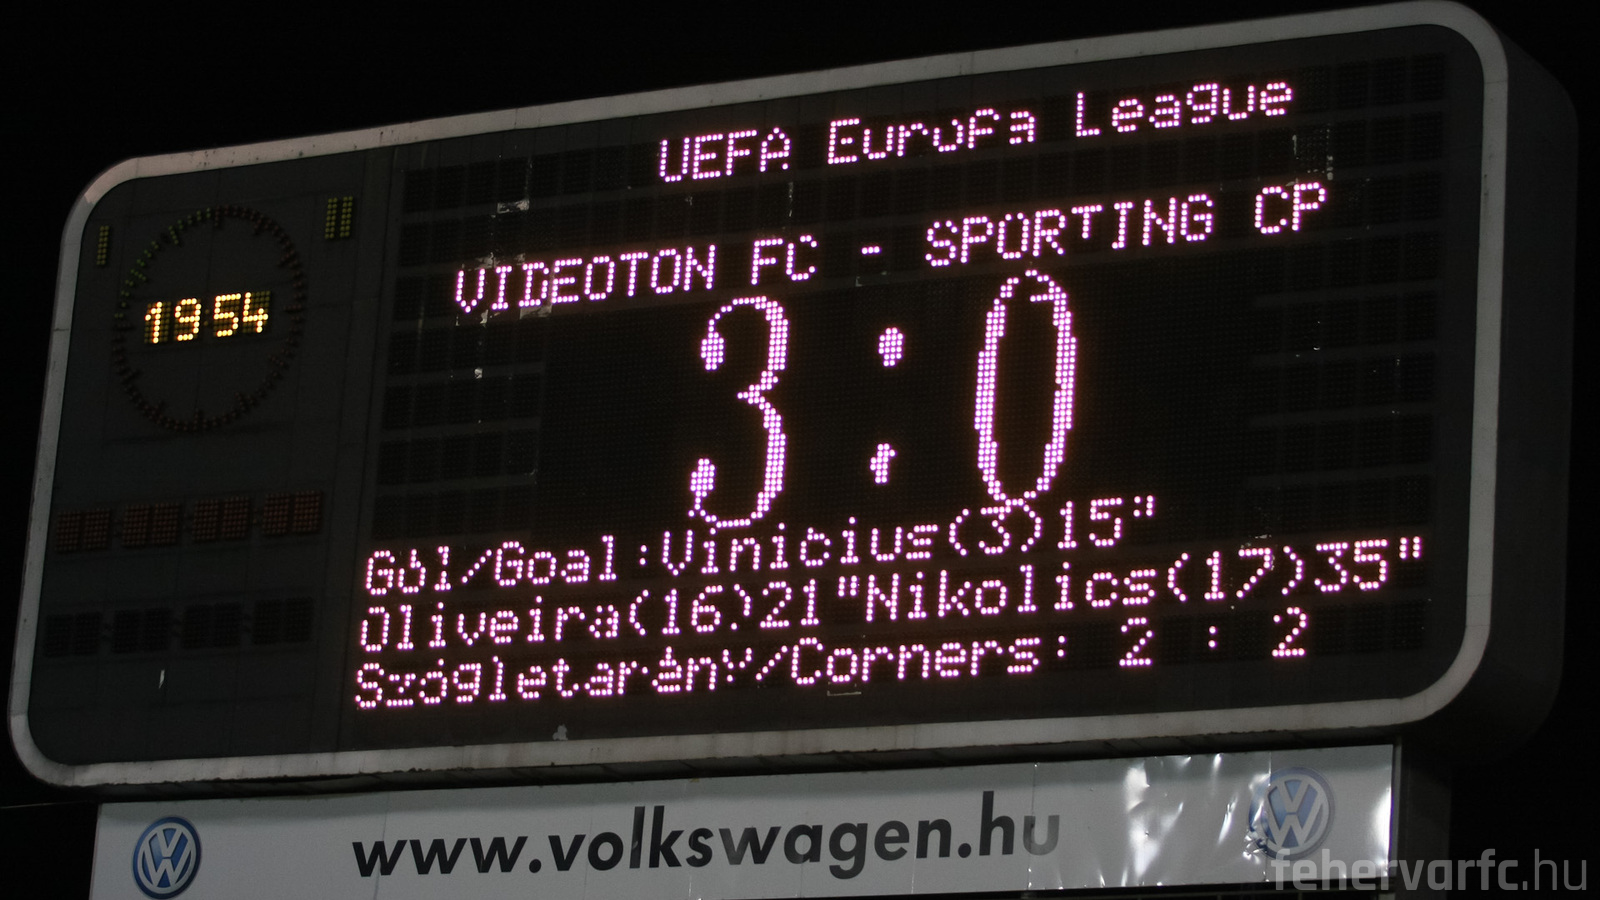 UEFA Europa League
VIDEOTON FC - SPORTING CP
1954
3:0
Gól/Goal:Vinicius(3)15"
Oliveira(16)21"Nikolics(17)35"
Szögletarány/Corners: 2 : 2
www.volkswagen.hu
fehervarfc.hu